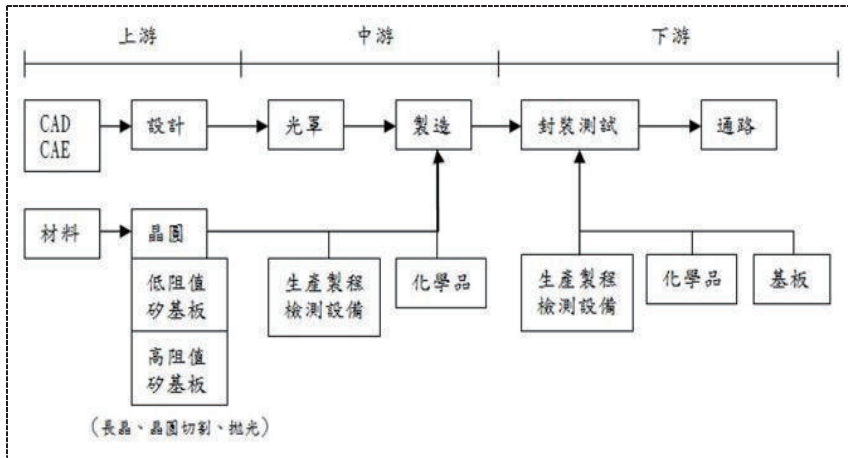 上游
中游
下游
CAD
CAE
設計
光罩
製造
封裝測試
通路
材料
晶圓
低阻值
矽基板
高阻值
矽基板
生產製程
檢測設備
化學品
生產製程
檢測設備
化學品
基板
(長晶、晶圓切割、拋光)